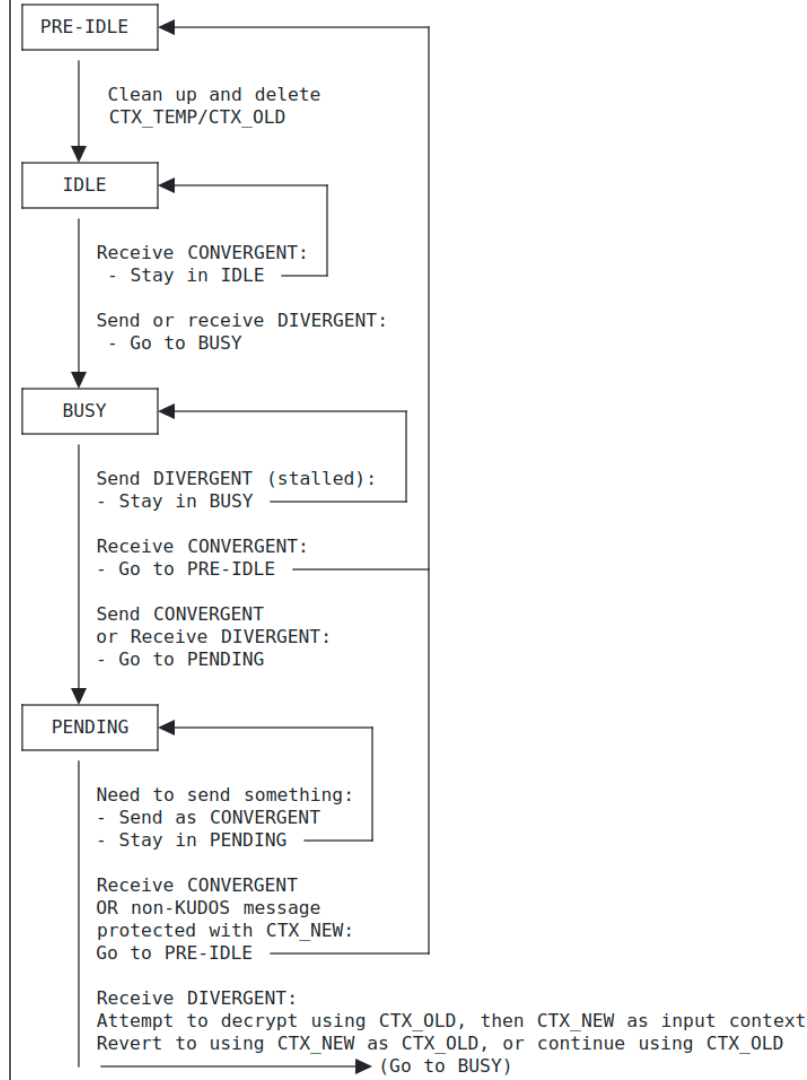 PRE-IDLE
Clean up and delete
CTX_TEMP/CTX_OLD
IDLE
Receive CONVERGENT:
- Stay in IDLE
Send or receive DIVERGENT:
- Go to BUSY
BUSY
Send DIVERGENT (stalled):
- Stay in BUSY
Receive CONVERGENT:
- Go to PRE-IDLE
Send CONVERGENT
or Receive DIVERGENT:
- Go to PENDING
PENDING
Need to send something:
- Send as CONVERGENT
- Stay in PENDING
Receive CONVERGENT
OR non-KUDOS message
protected with CTX_NEW:
Go to PRE-IDLE
Receive DIVERGENT:
Attempt to decrypt using CTX_OLD, then CTX_NEW as input context
Revert to using CTX_NEW as CTX_OLD, or continue using CTX_OLD
(Go to BUSY)